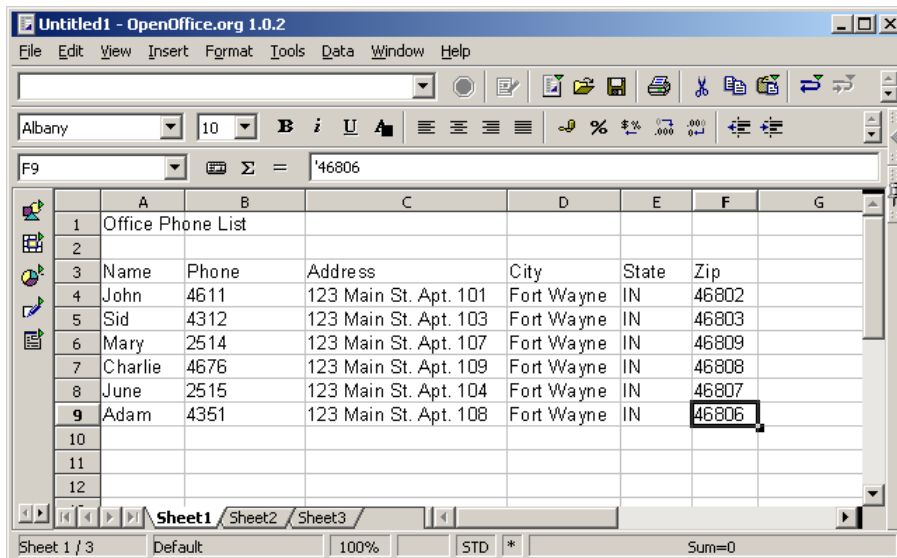 Untitled1 - OpenOffice.org 1.0.2
File Edit View Insert Format Tools Data Window Help
Albany 10 B i U A % $% .000 .000
F9 Σ = '46806
A B C D E F G
1 Office Phone List
2
3 Name Phone Address City State Zip
4 John 4611 123 Main St. Apt. 101 Fort Wayne IN 46802
5 Sid 4312 123 Main St. Apt. 103 Fort Wayne IN 46803
6 Mary 2514 123 Main St. Apt. 107 Fort Wayne IN 46809
7 Charlie 4676 123 Main St. Apt. 109 Fort Wayne IN 46808
8 June 2515 123 Main St. Apt. 104 Fort Wayne IN 46807
9 Adam 4351 123 Main St. Apt. 108 Fort Wayne IN 46806
10
11
12
Sheet1 Sheet2 Sheet3
Sheet 1 / 3 Default 100% STD * Sum=0